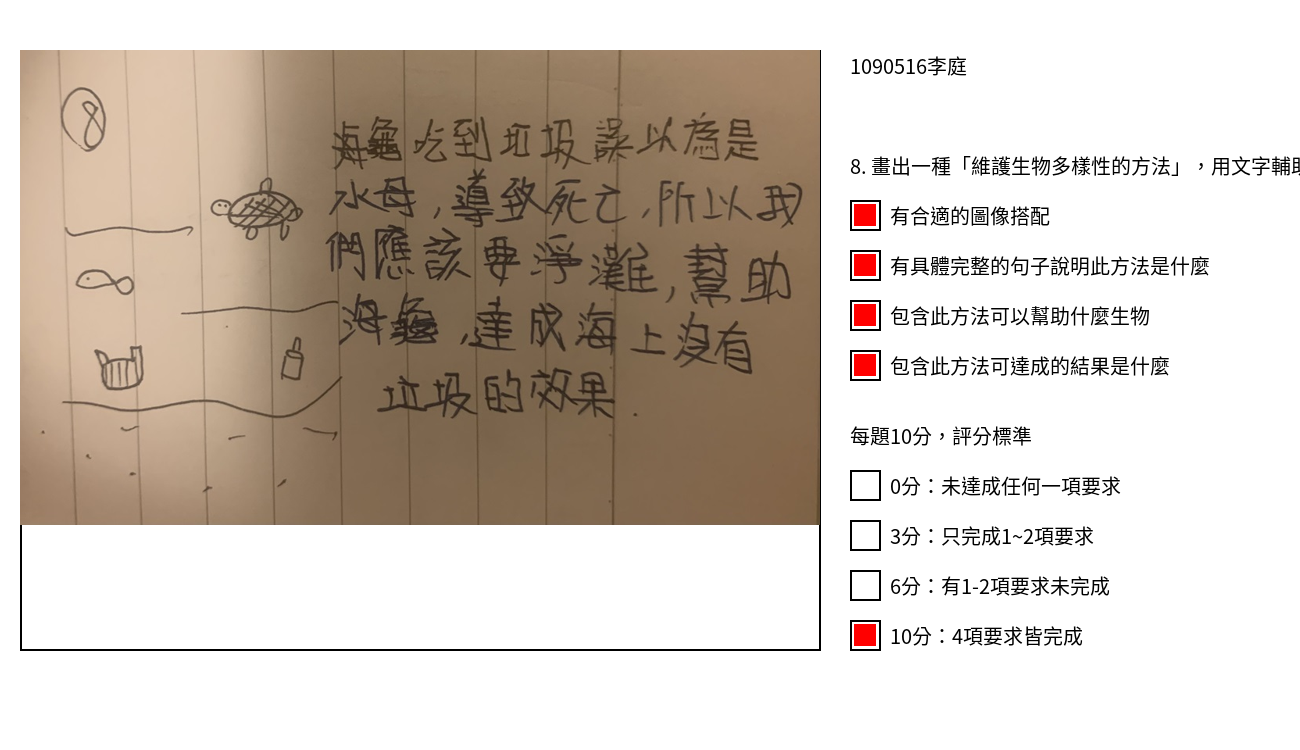 8
海龜吃到垃圾誤以為是
水母,導致死亡,所以我
們應該要淨灘,幫助
海龜,達成海上沒有
垃圾的效果.
1090516李庭
8. 畫出一種「維護生物多樣性的方法」，用文字輔助
有合適的圖像搭配
有具體完整的句子說明此方法是什麼
包含此方法可以幫助什麼生物
包含此方法可達成的結果是什麼
每題10分，評分標準
0分：未達成任何一項要求
3分：只完成1~2項要求
6分：有1-2項要求未完成
10分：4項要求皆完成